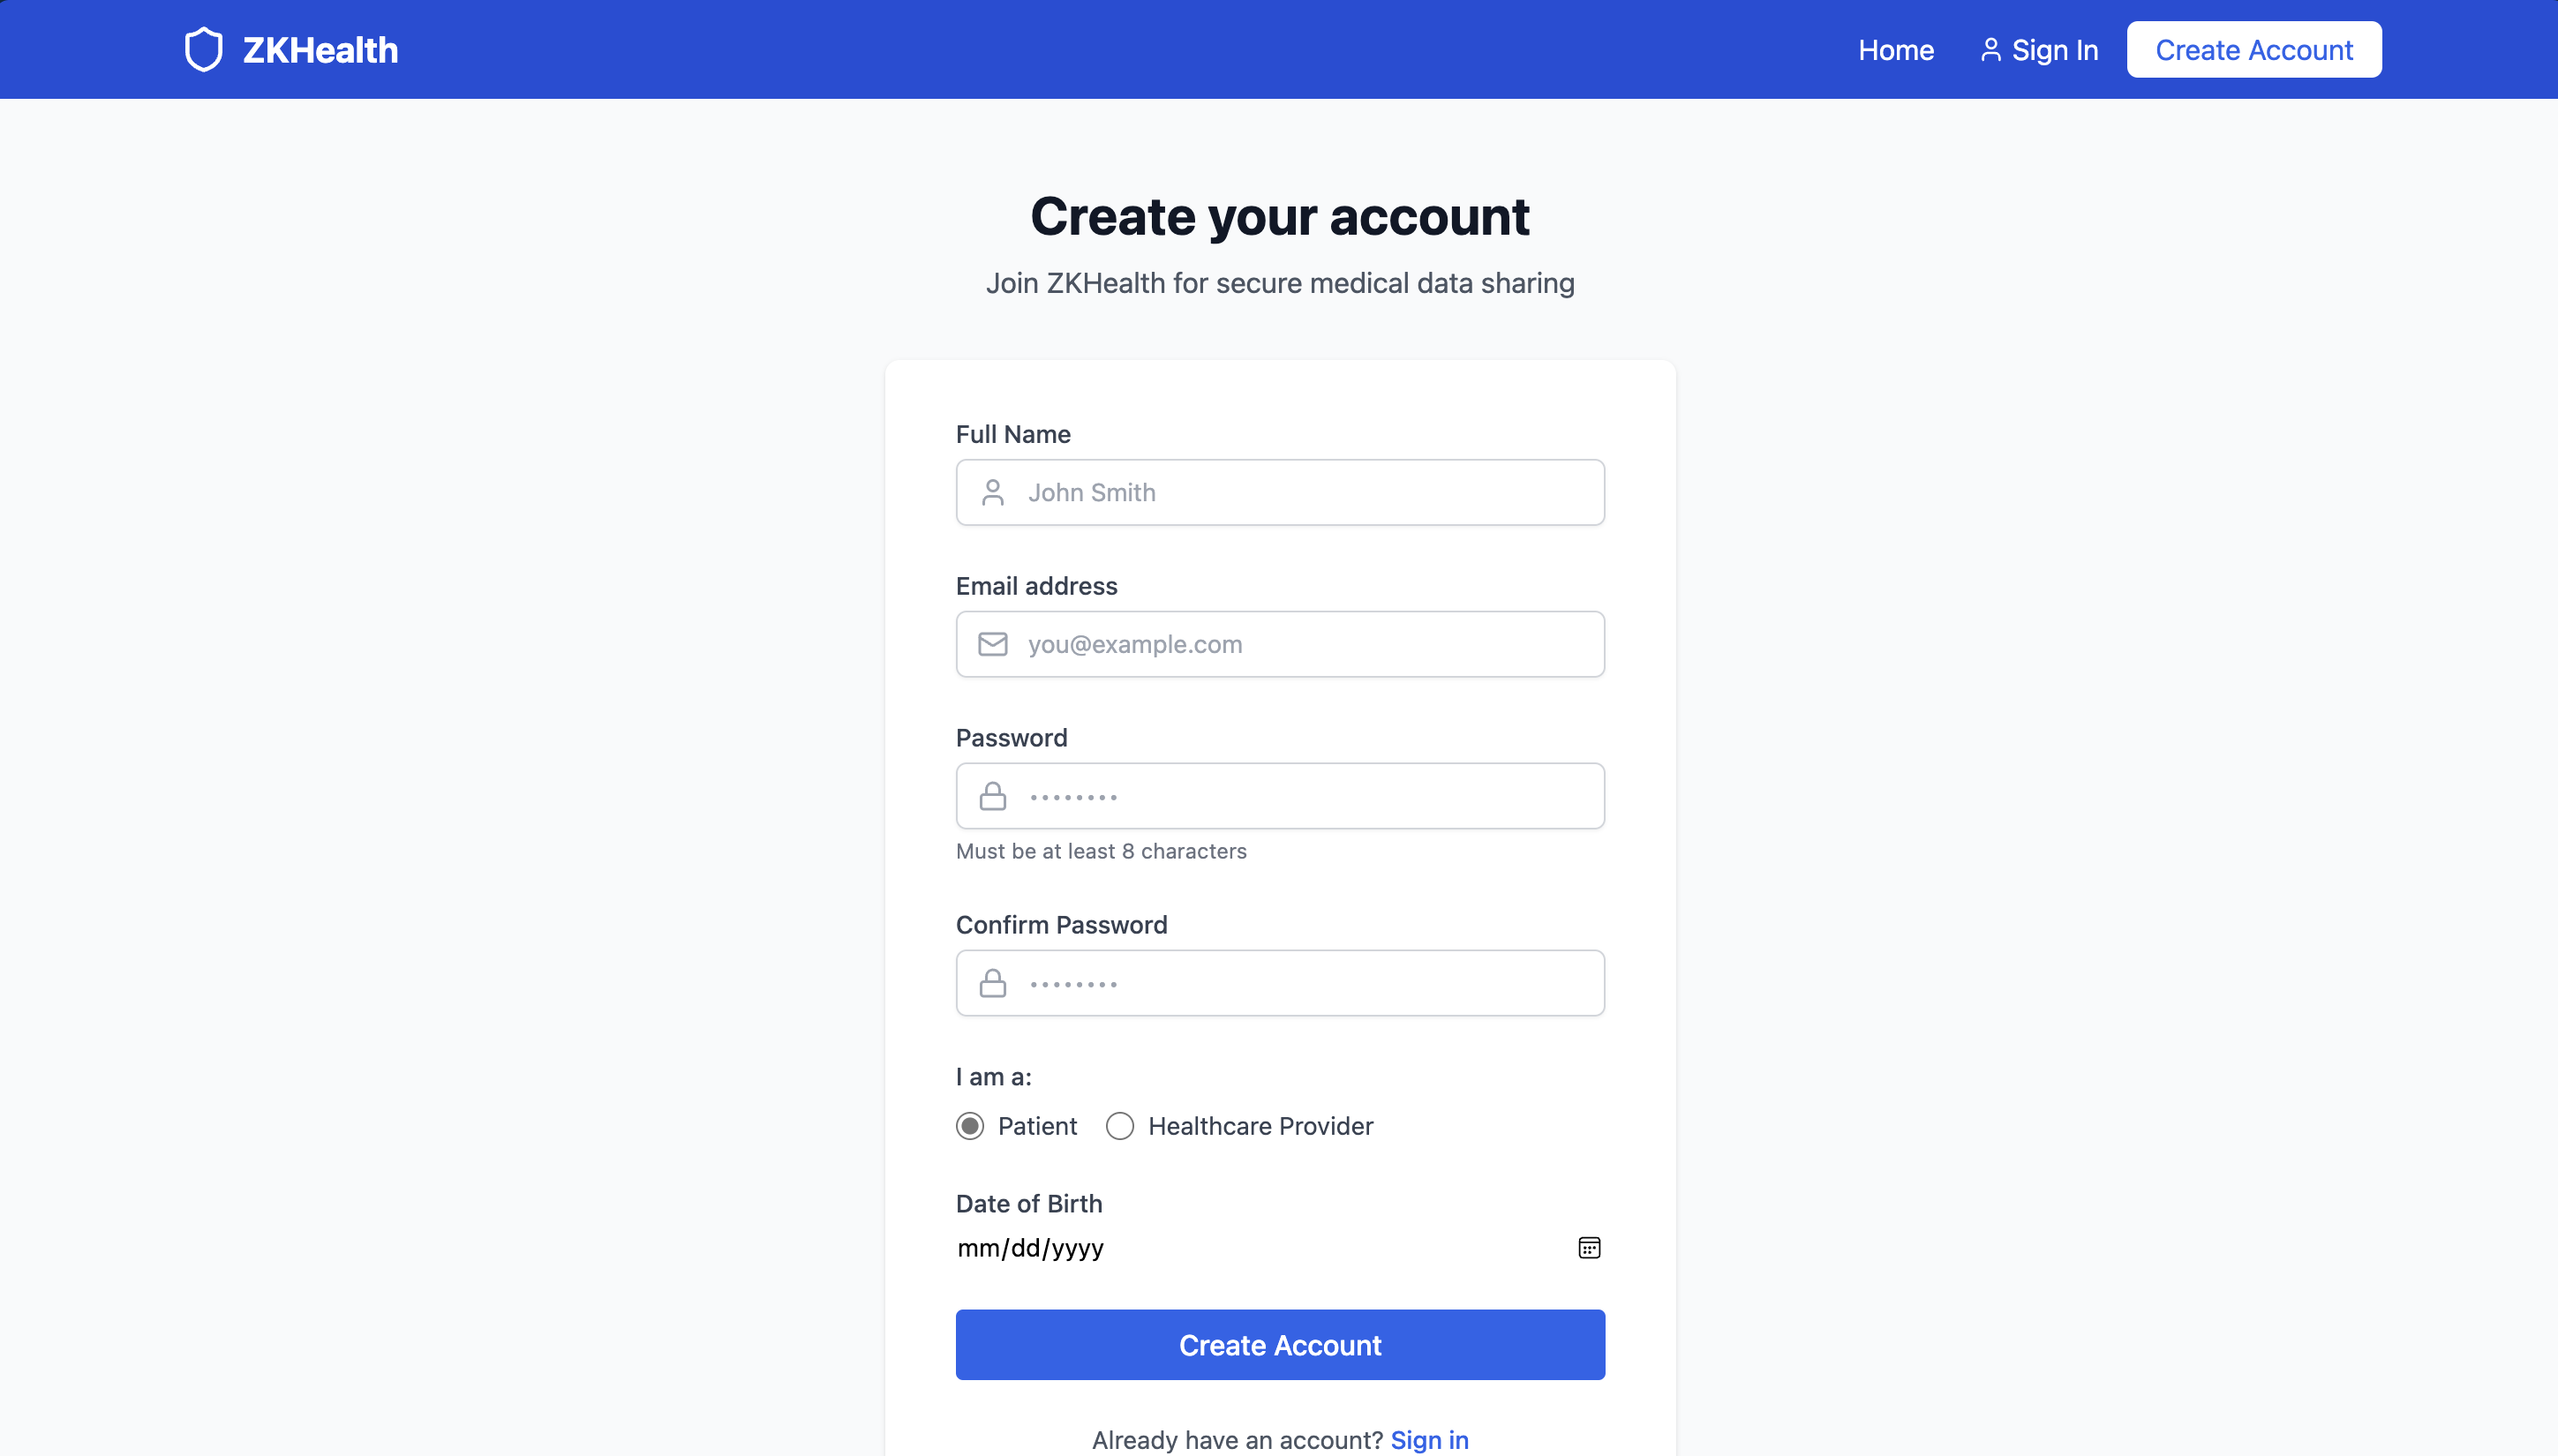 ZKHealth
Home
Sign In
Create Account
Create your account
Join ZKHealth for secure medical data sharing
Full Name
John Smith
Email address
you@example.com
Password
••••••••
Must be at least 8 characters
Confirm Password
••••••••
I am a:
Patient
Healthcare Provider
Date of Birth
mm/dd/yyyy
Create Account
Already have an account? Sign in